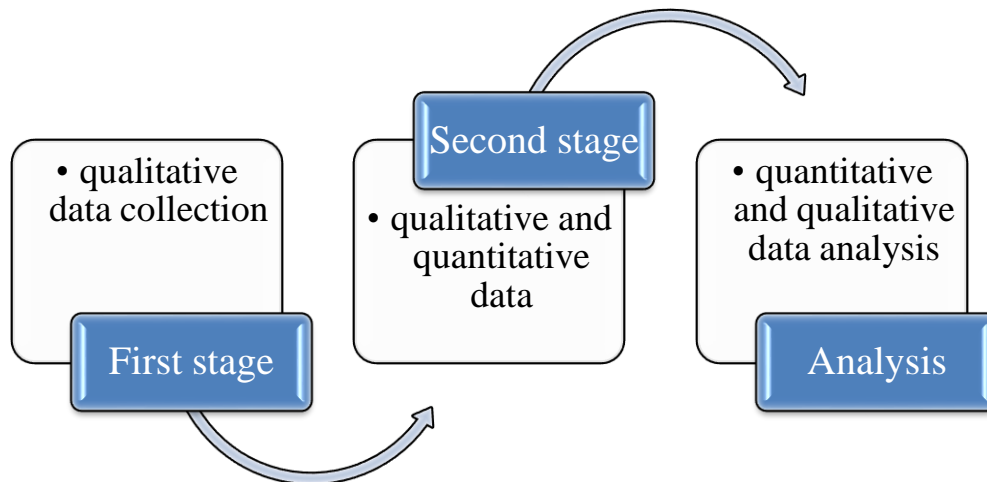 • qualitative
data collection
First stage
Second stage
• qualitative and
quantitative
data
• quantitative
and qualitative
data analysis
Analysis